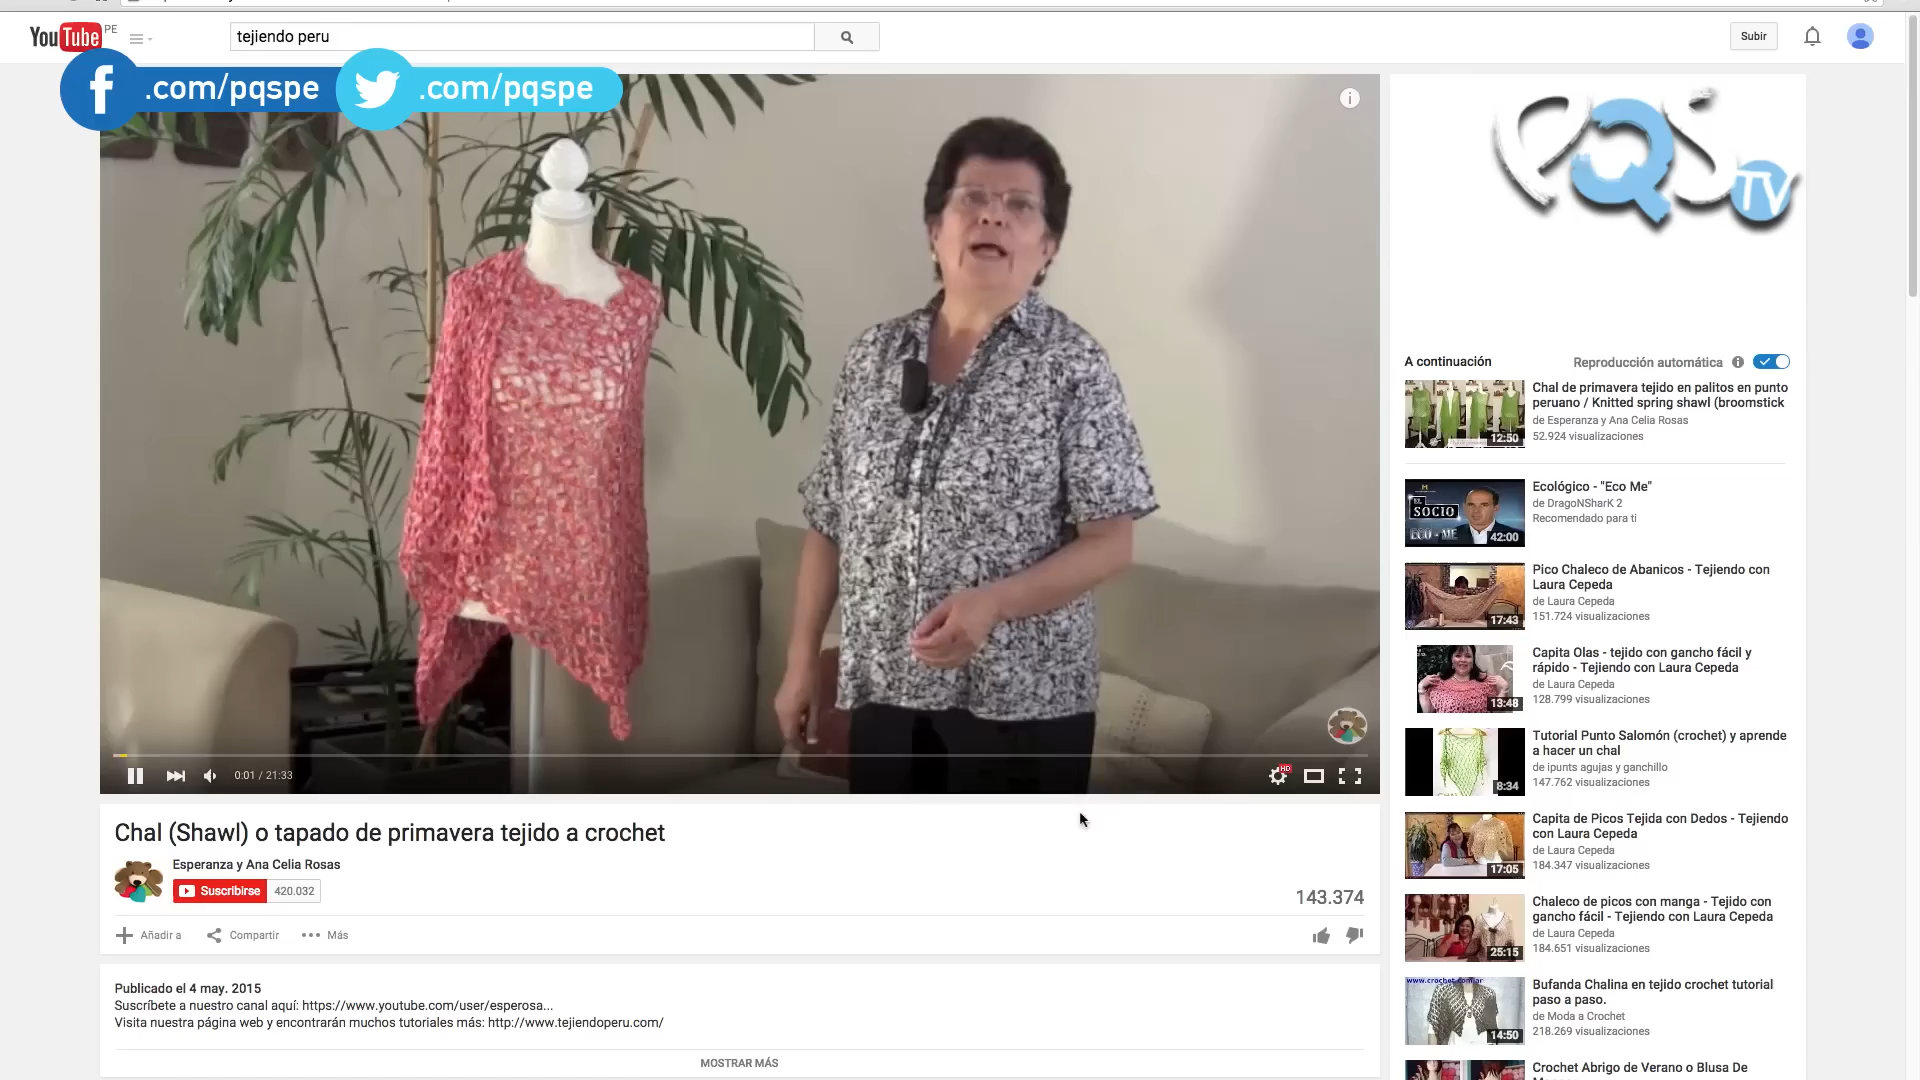 YouTube PE
tejiendo peru
Subir
.com/pqspe
.com/pqspe
PQS TV
0:01 / 21:33
HD
Chal (Shawl) o tapado de primavera tejido a crochet
Esperanza y Ana Celia Rosas
Suscribirse 420.032
143.374
Añadir a Compartir Más
Publicado el 4 may. 2015
Suscríbete a nuestro canal aquí: https://www.youtube.com/user/esperosa...
Visita nuestra página web y encontrarán muchos tutoriales más: http://www.tejiendoperu.com/
MOSTRAR MÁS
A continuación
Reproducción automática
Chal de primavera tejido en palitos en punto
peruano / Knitted spring shawl (broomstick
de Esperanza y Ana Celia Rosas
52.924 visualizaciones
12:50
Ecológico - "Eco Me"
de DragoNSharK 2
Recomendado para ti
EL
SOCIO
ECO - ME
42:00
Pico Chaleco de Abanicos - Tejiendo con
Laura Cepeda
de Laura Cepeda
151.724 visualizaciones
17:43
Capita Olas - tejido con gancho fácil y
rápido - Tejiendo con Laura Cepeda
de Laura Cepeda
128.799 visualizaciones
13:48
Tutorial Punto Salomón (crochet) y aprende
a hacer un chal
de ipunts agujas y ganchillo
147.762 visualizaciones
8:34
Capita de Picos Tejida con Dedos - Tejiendo
con Laura Cepeda
de Laura Cepeda
184.347 visualizaciones
17:05
Chaleco de picos con manga - Tejido con
gancho fácil - Tejiendo con Laura Cepeda
de Laura Cepeda
184.651 visualizaciones
25:15
Bufanda Chalina en tejido crochet tutorial
paso a paso.
de Moda a Crochet
218.269 visualizaciones
14:50
Crochet Abrigo de Verano o Blusa De